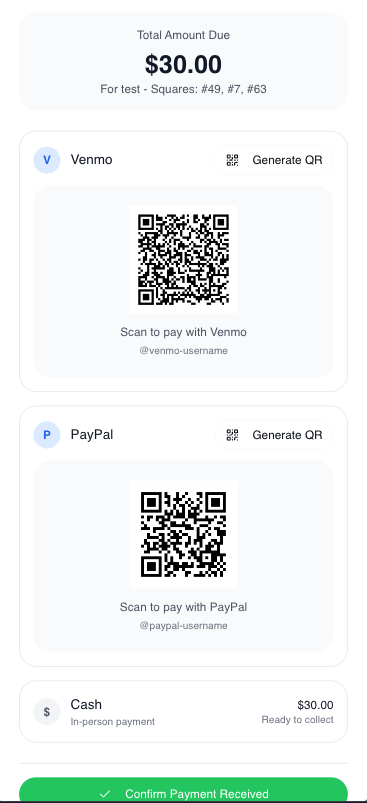 Total Amount Due
$30.00
For test - Squares: #49, #7, #63
V Venmo Generate QR
Scan to pay with Venmo
@venmo-username
P PayPal Generate QR
Scan to pay with PayPal
@paypal-username
$ Cash $30.00
In-person payment Ready to collect
Confirm Payment Received